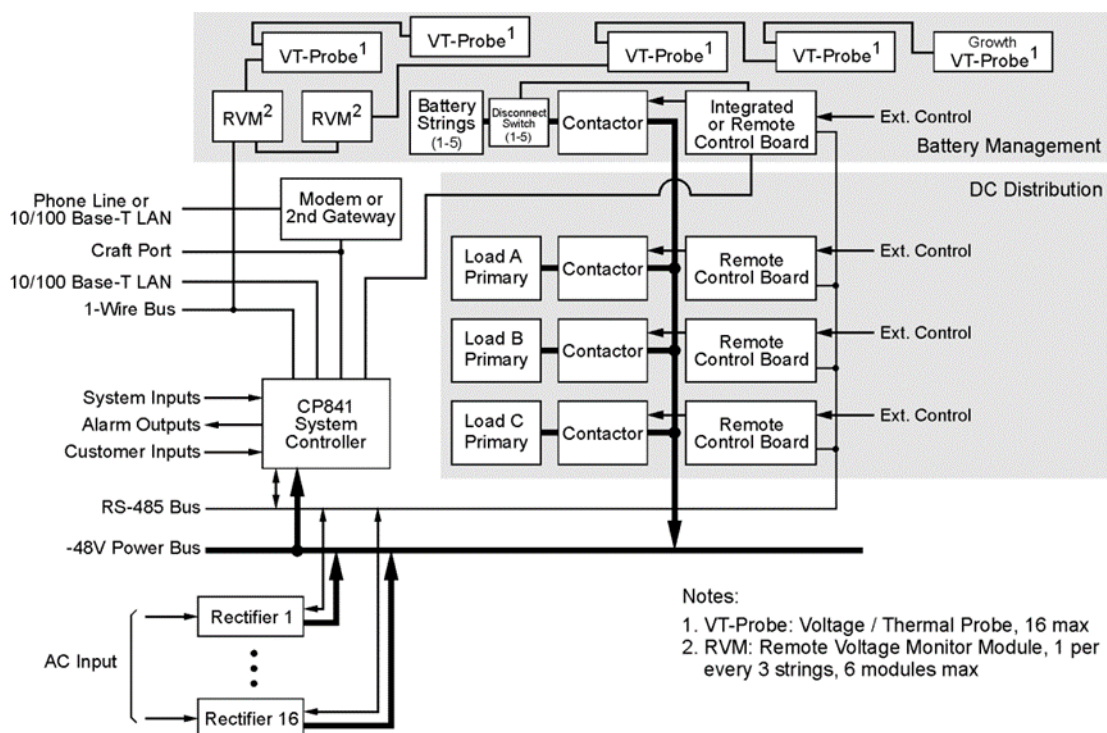 VT-Probe1
VT-Probe1
VT-Probe1
VT-Probe1
Growth
VT-Probe1
RVM2
RVM2
Battery
Strings
(1-5)
Disconnect
Switch
(1-5)
Contactor
Integrated
or Remote
Control Board
Ext. Control
Battery Management
Phone Line or
10/100 Base-T LAN
Modem or
2nd Gateway
DC Distribution
Craft Port
10/100 Base-T LAN
1-Wire Bus
Load A
Primary
Contactor
Remote
Control Board
Ext. Control
Load B
Primary
Contactor
Remote
Control Board
Ext. Control
System Inputs
Alarm Outputs
Customer Inputs
CP841
System
Controller
Load C
Primary
Contactor
Remote
Control Board
Ext. Control
RS-485 Bus
-48V Power Bus
AC Input
Rectifier 1
Rectifier 16
Notes:
1. VT-Probe: Voltage / Thermal Probe, 16 max
2. RVM: Remote Voltage Monitor Module, 1 per
every 3 strings, 6 modules max